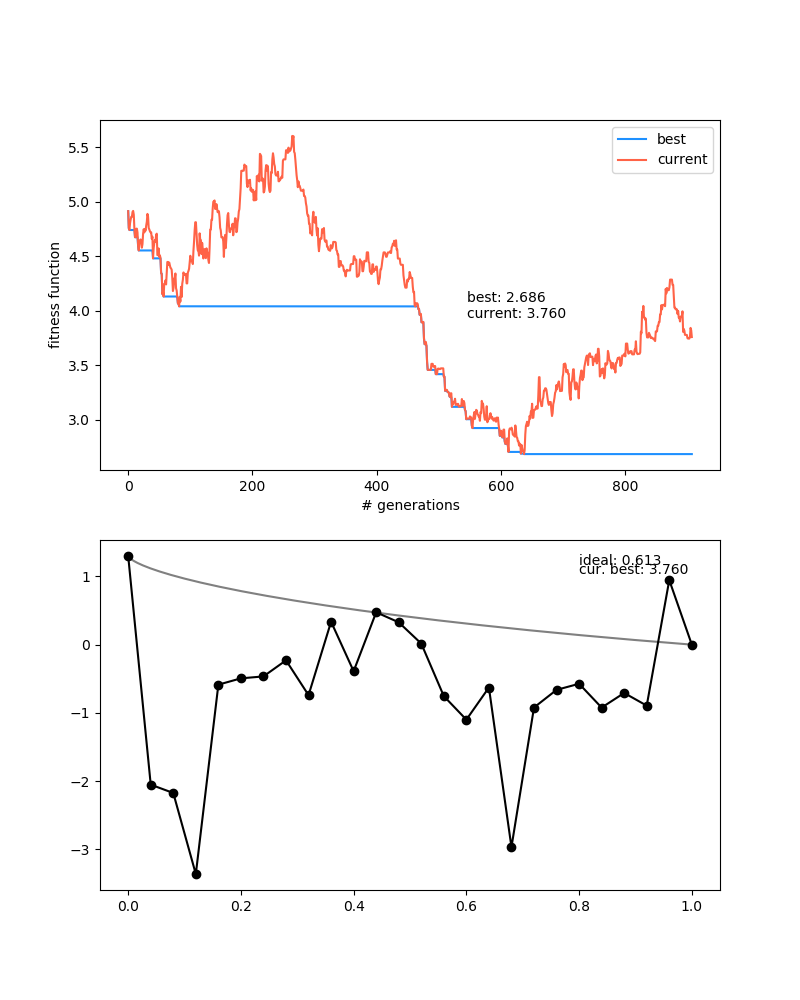 best
current
5.5
5.0
4.5
4.0
3.5
3.0
fitness function
best: 2.686
current: 3.760
0
200
400
600
800
# generations
ideal: 0.613
cur. best: 3.760
1
0
−1
−2
−3
0.0
0.2
0.4
0.6
0.8
1.0